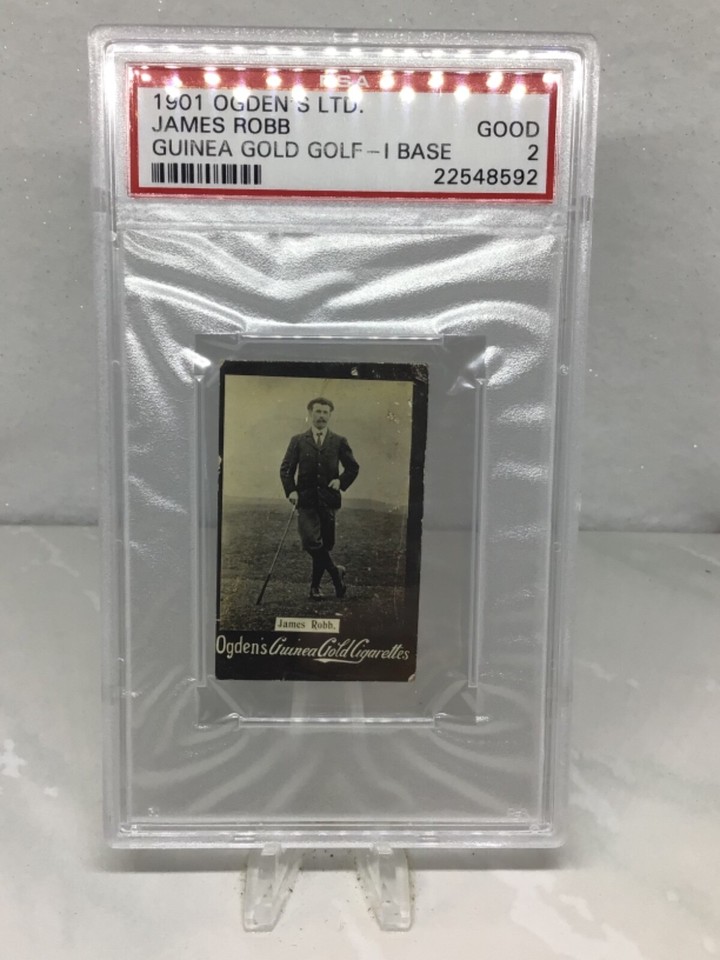 PSA
1901 OGDEN'S LTD.
JAMES ROBB GOOD
GUINEA GOLD GOLF-I BASE 2
22548592
James Robb.
Ogden's Guinea Gold Cigarettes